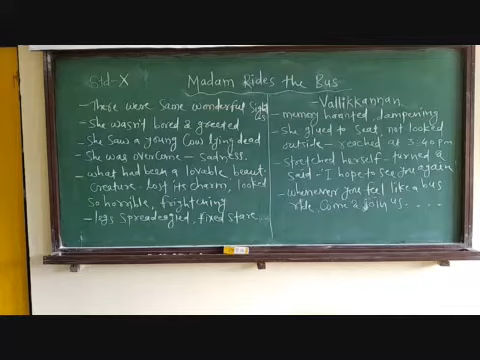 Std-X
Madam Rides the Bus
- There were some wonderful sights
- She wasn't bored & greeted
- She saw a young cow lying dead
- She was overcome - sadness.
- what had been a lovable beauti
creature - lost its charm, looked
so horrible, frightening
- legs spreadeagled, fixed stare...
- Vallikkannan
- memory haunted, dampening
- She glued to seat, not looked
outside - reached at 3:40 pm
- stretched herself - turned &
said - I hope to see you again
- whenever you feel like a bus
ride, come & join us. . . . .